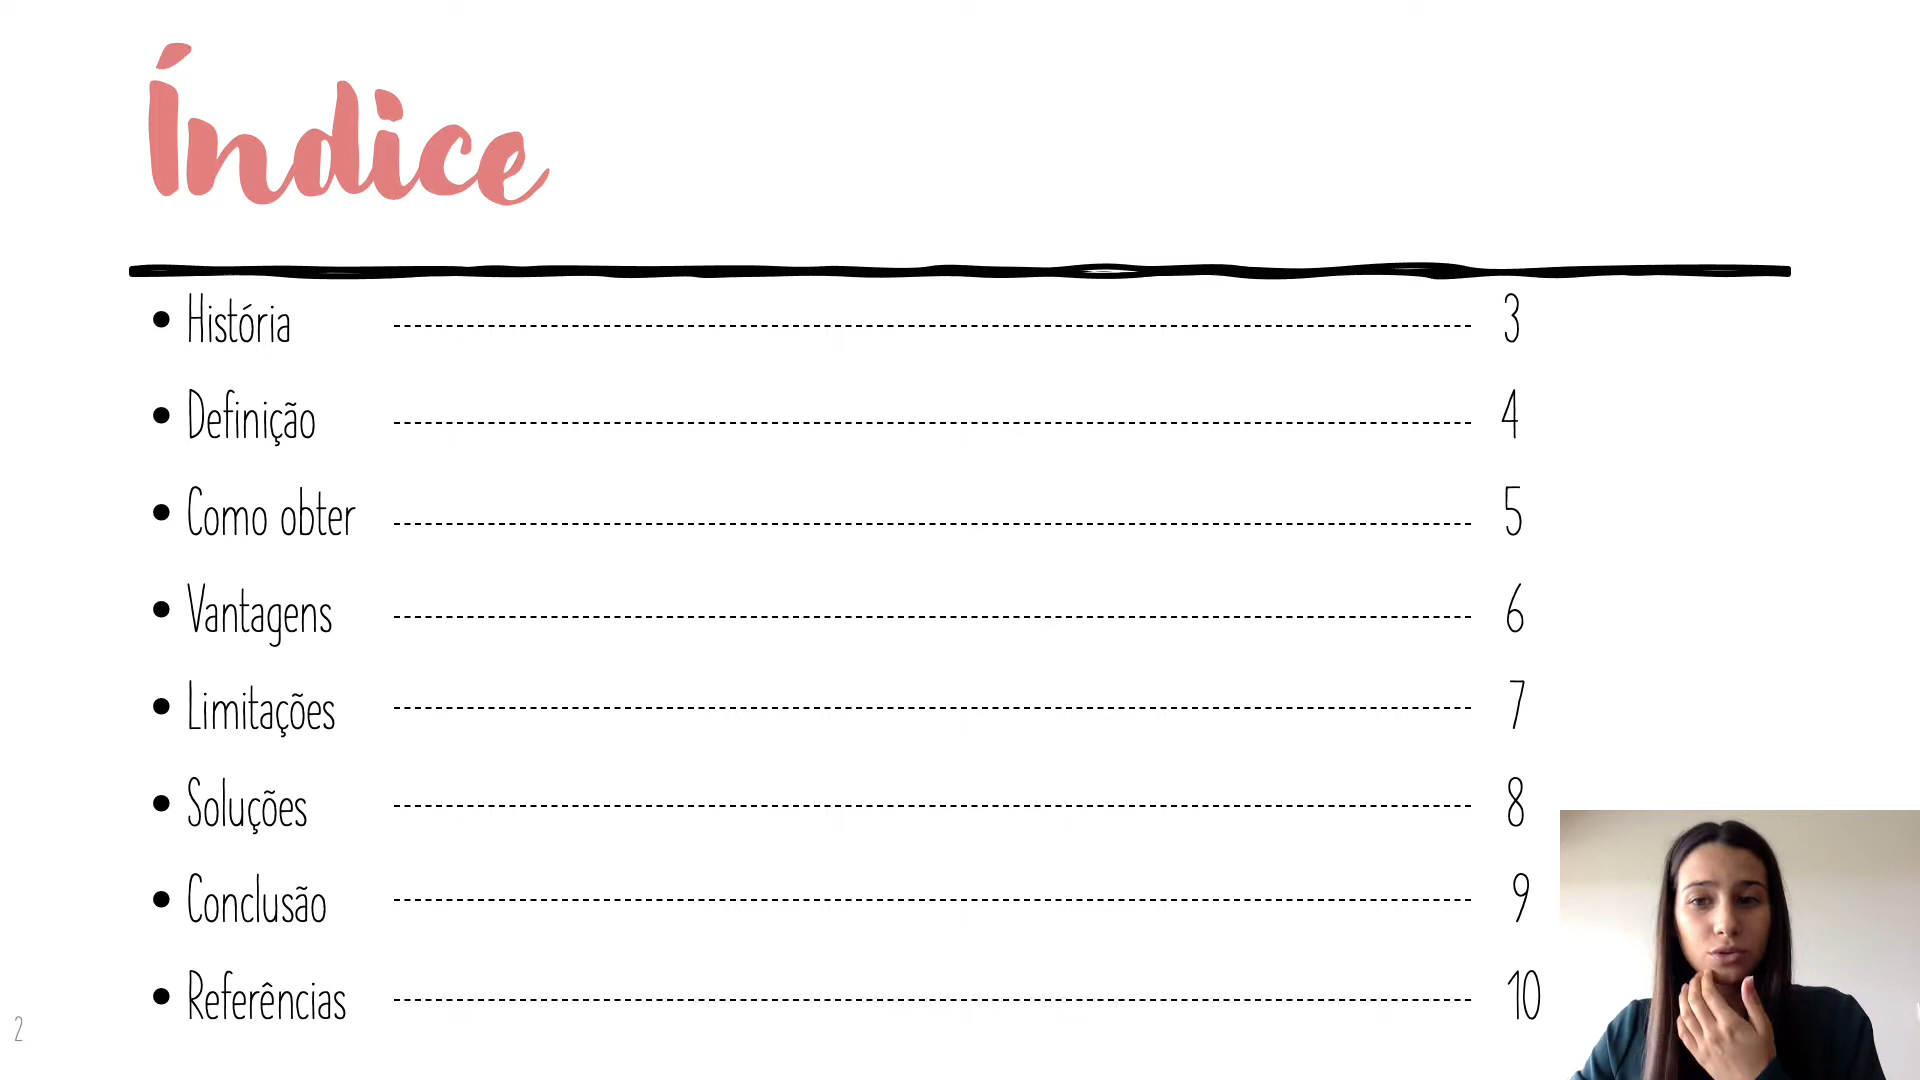 Índice
• História 3
• Definição 4
• Como obter 5
• Vantagens 6
• Limitações 7
• Soluções 8
• Conclusão 9
• Referências 10
2